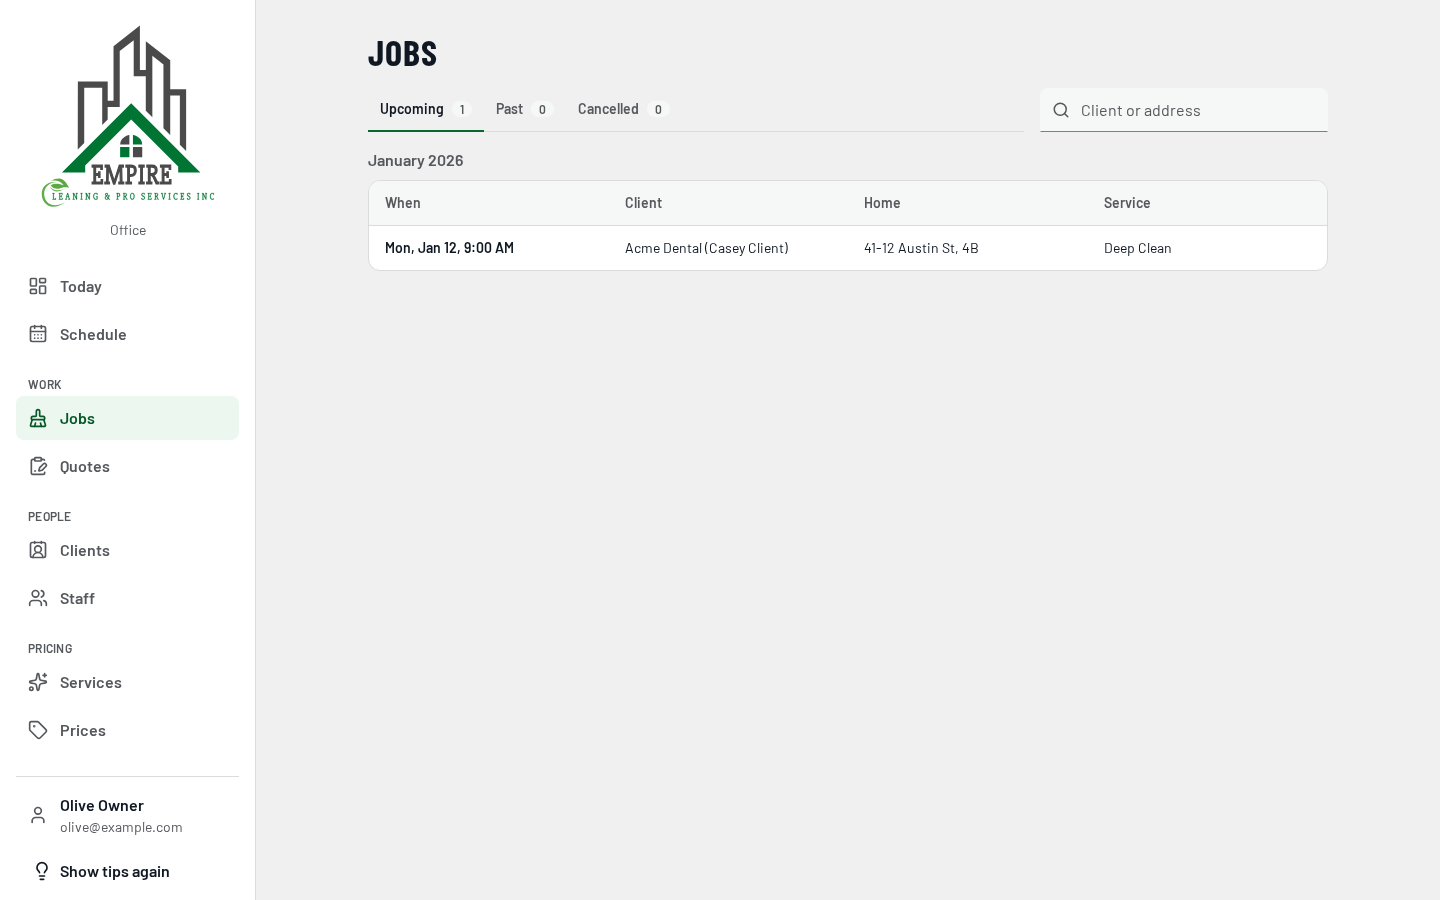 EMPIRE
CLEANING & PRO SERVICES INC
Office
Today
Schedule
WORK
Jobs
Quotes
PEOPLE
Clients
Staff
PRICING
Services
Prices
Olive Owner
olive@example.com
Show tips again
JOBS
Upcoming 1 Past 0 Cancelled 0
Client or address
January 2026
When Client Home Service
Mon, Jan 12, 9:00 AM Acme Dental (Casey Client) 41-12 Austin St, 4B Deep Clean